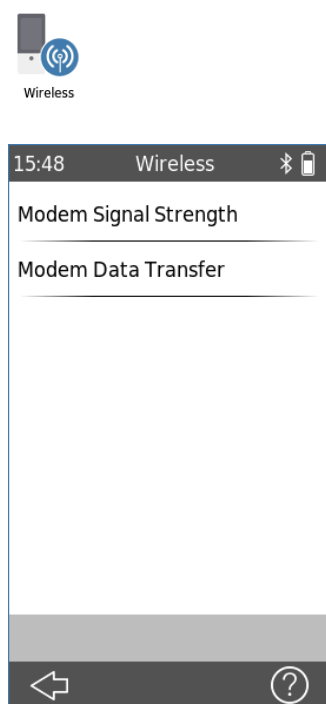 Wireless
15:48 Wireless
Modem Signal Strength
Modem Data Transfer
?